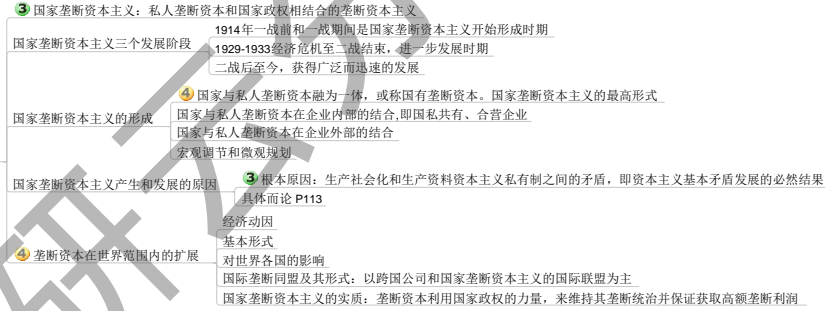 3 国家垄断资本主义：私人垄断资本和国家政权相结合的垄断资本主义
国家垄断资本主义三个发展阶段
1914年一战前和一战期间是国家垄断资本主义开始形成时期
1929-1933经济危机至二战结束，进一步发展时期
二战后至今，获得广泛而迅速的发展
国家垄断资本主义的形成
4 国家与私人垄断资本融为一体，或称国有垄断资本。国家垄断资本主义的最高形式
国家与私人垄断资本在企业内部的结合,即国私共有、合营企业
国家与私人垄断资本在企业外部的结合
宏观调节和微观规划
国家垄断资本主义产生和发展的原因
3 根本原因：生产社会化和生产资料资本主义私有制之间的矛盾，即资本主义基本矛盾发展的必然结果
具体而论 P113
4 垄断资本在世界范围内的扩展
经济动因
基本形式
对世界各国的影响
国际垄断同盟及其形式：以跨国公司和国家垄断资本主义的国际联盟为主
国家垄断资本主义的实质：垄断资本利用国家政权的力量，来维持其垄断统治并保证获取高额垄断利润